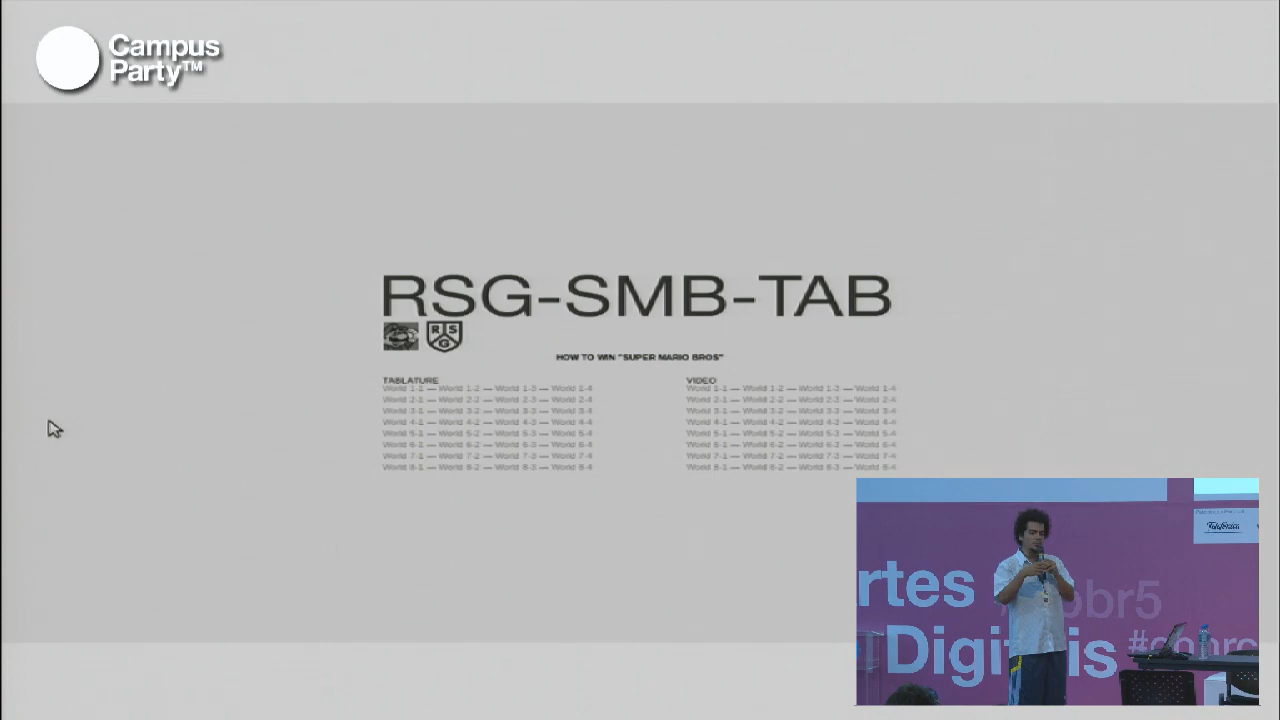 Campus
Party™
RSG-SMB-TAB
R S
G
HOW TO WIN "SUPER MARIO BROS"
TABLATURE
World 1-1 — World 1-2 — World 1-3 — World 1-4
World 2-1 — World 2-2 — World 2-3 — World 2-4
World 3-1 — World 3-2 — World 3-3 — World 3-4
World 4-1 — World 4-2 — World 4-3 — World 4-4
World 5-1 — World 5-2 — World 5-3 — World 5-4
World 6-1 — World 6-2 — World 6-3 — World 6-4
World 7-1 — World 7-2 — World 7-3 — World 7-4
World 8-1 — World 8-2 — World 8-3 — World 8-4
VIDEO
World 1-1 — World 1-2 — World 1-3 — World 1-4
World 2-1 — World 2-2 — World 2-3 — World 2-4
World 3-1 — World 3-2 — World 3-3 — World 3-4
World 4-1 — World 4-2 — World 4-3 — World 4-4
World 5-1 — World 5-2 — World 5-3 — World 5-4
World 6-1 — World 6-2 — World 6-3 — World 6-4
World 7-1 — World 7-2 — World 7-3 — World 7-4
World 8-1 — World 8-2 — World 8-3 — World 8-4
Telefónica
rtes
bbr5
Digit is